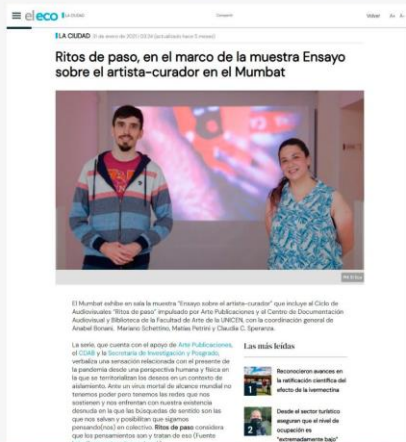 el eco LA CIUDAD
Volver
LA CIUDAD
Ritos de paso, en el marco de la muestra Ensayo
sobre el artista-curador en el Mumbat
El Mumbat exhibe en sala la muestra "Ensayo sobre el artista-curador" que incluye al Ciclo de
Audiovisuales "Ritos de paso" impulsado por Arte Publicaciones y el Centro de Documentación
Audiovisual y Biblioteca de la Facultad de Arte de la UNICEN, con la coordinación general de
Anabel Bonani, Mariano Schettino, Matías Petrini y Claudia C. Speranza.
La serie, que cuenta con el apoyo de Arte Publicaciones,
el CDAB y la Secretaría de Investigación y Posgrado,
verbaliza una sensación relacionada con el presente de
la pandemia desde una perspectiva humana y física en
la que se territorializan los deseos en un contexto de
aislamiento. Ante un virus mortal de alcance mundial no
tenemos poder pero tenemos las redes que nos
sostienen y nos enfrentan con nuestra existencia
desnuda en la que las búsquedas de sentido son las
que nos salvan y posibilitan que sigamos
pensando(nos) en colectivo. Ritos de paso considera
que los pensamientos son y tratan de eso (Fuente
Las más leídas
1
Reconocieron avances en
la ratificación científica del
efecto de la ivermectina
2
Desde el sector turístico
aseguran que el nivel de
ocupación es
"extremadamente bajo"